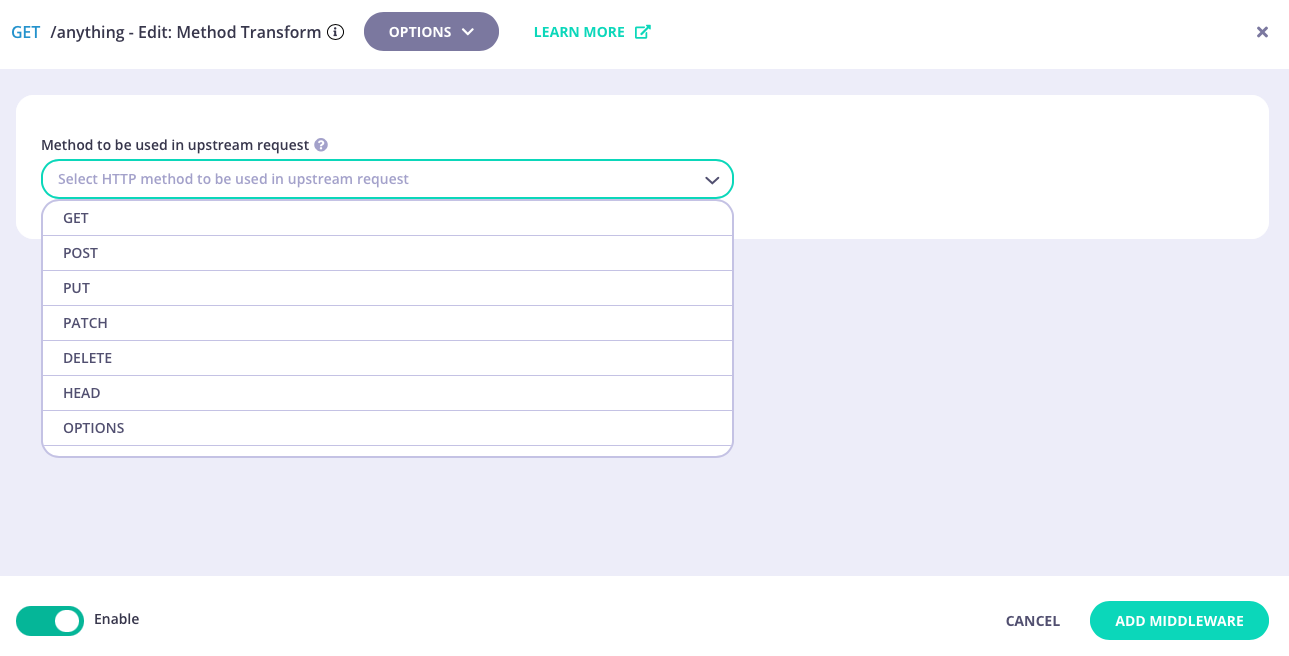 GET /anything - Edit: Method Transform OPTIONS LEARN MORE
Method to be used in upstream request
Select HTTP method to be used in upstream request
GET
POST
PUT
PATCH
DELETE
HEAD
OPTIONS
Enable CANCEL ADD MIDDLEWARE